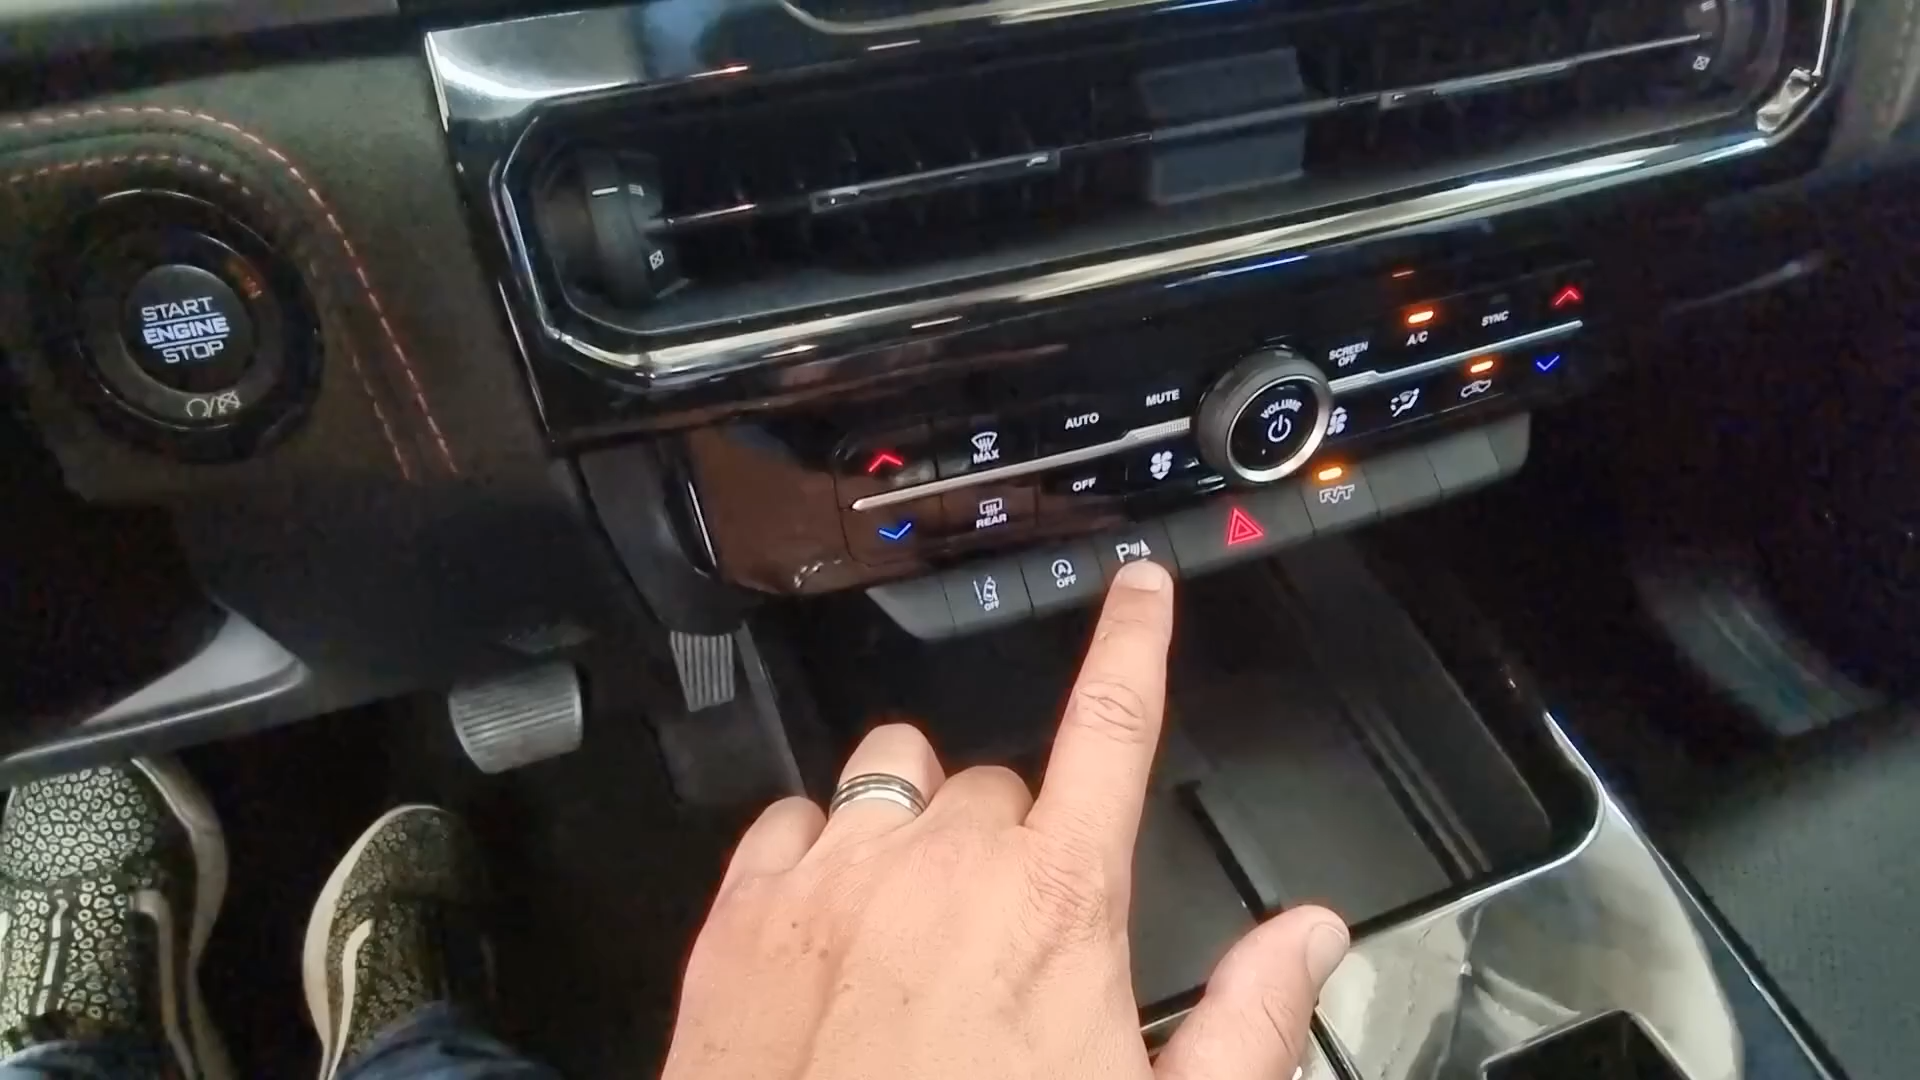 START
ENGINE
STOP
A/C
SYNC
SCREEN
OFF
MUTE
AUTO
MAX
VOLUME
OFF
REAR
R/T
P
A
OFF
OFF